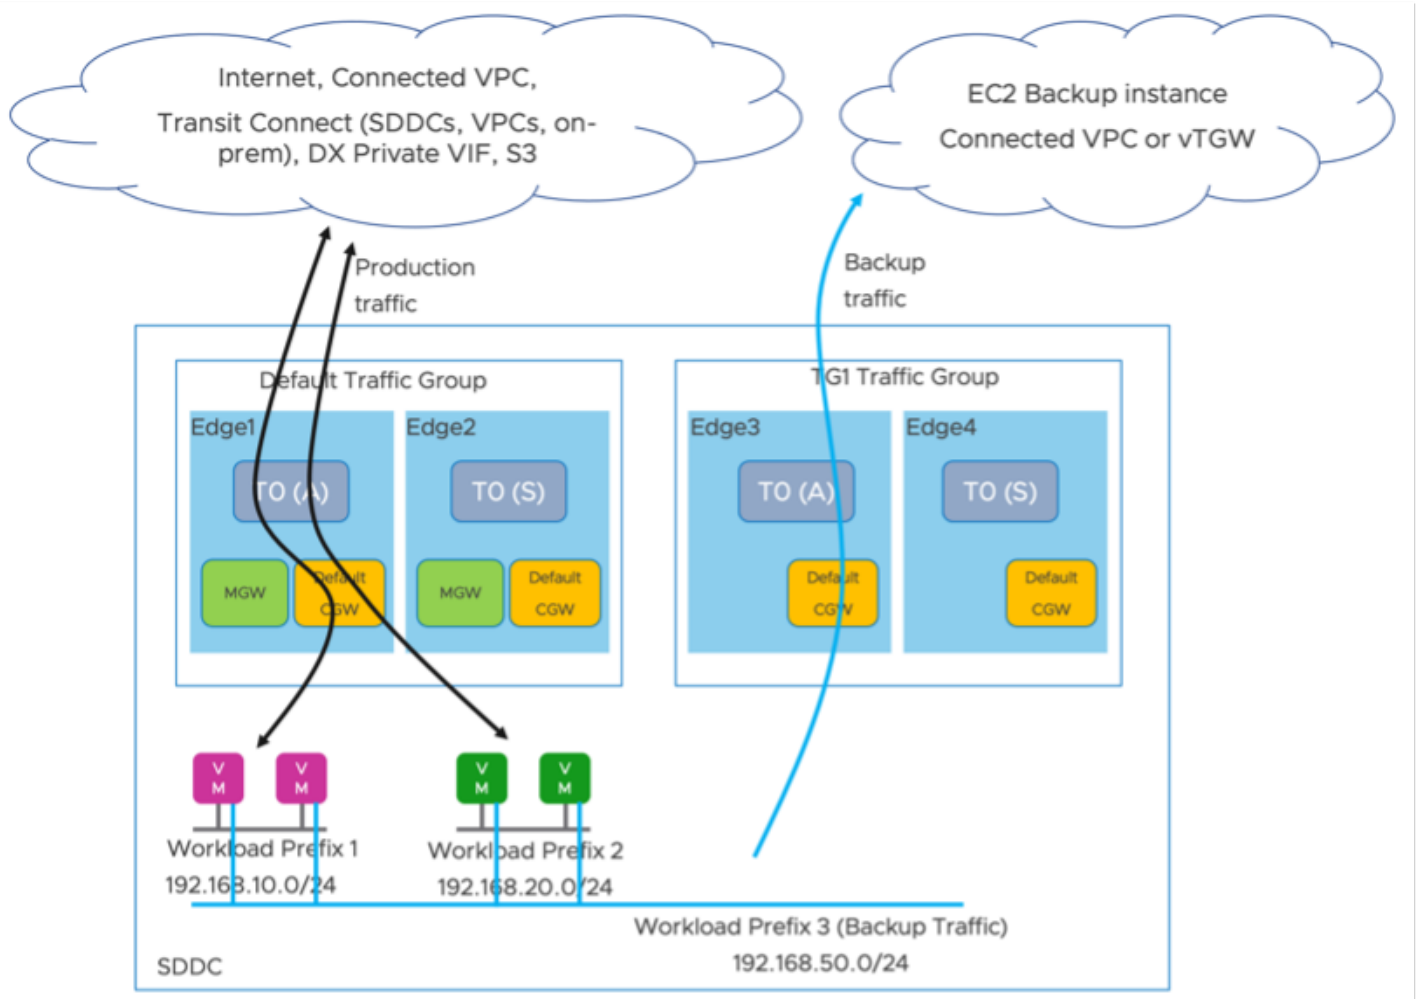 Internet, Connected VPC,
Transit Connect (SDDCs, VPCs, on-
prem), DX Private VIF, S3
EC2 Backup instance
Connected VPC or vTGW
Production
traffic
Backup
traffic
Default Traffic Group
TG1 Traffic Group
Edge1
Edge2
Edge3
Edge4
T0 (A)
T0 (S)
T0 (A)
T0 (S)
MGW
Default
CGW
MGW
Default
CGW
Default
CGW
Default
CGW
V
M
V
M
V
M
V
M
Workload Prefix 1
192.168.10.0/24
Workload Prefix 2
192.168.20.0/24
Workload Prefix 3 (Backup Traffic)
192.168.50.0/24
SDDC